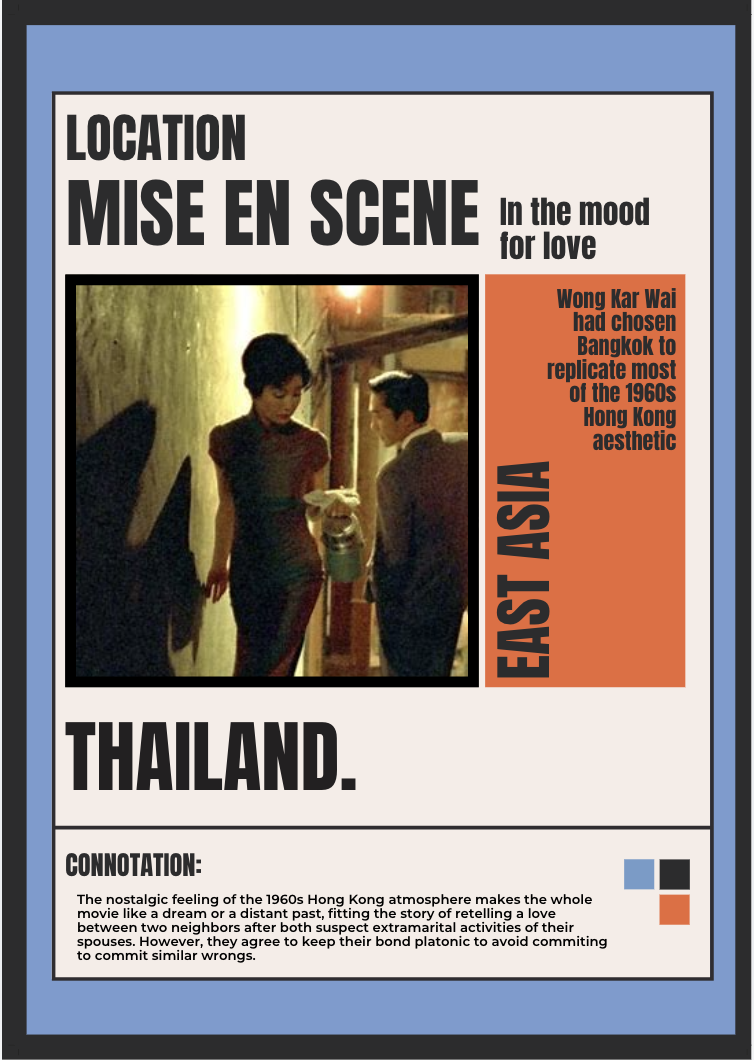 LOCATION
MISE EN SCENE
In the mood
for love
Wong Kar Wai
had chosen
Bangkok to
replicate most
of the 1960s
Hong Kong
aesthetic
EAST ASIA
THAILAND.
CONNOTATION:
The nostalgic feeling of the 1960s Hong Kong atmosphere makes the whole
movie like a dream or a distant past, fitting the story of retelling a love
between two neighbors after both suspect extramarital activities of their
spouses. However, they agree to keep their bond platonic to avoid commiting
to commit similar wrongs.